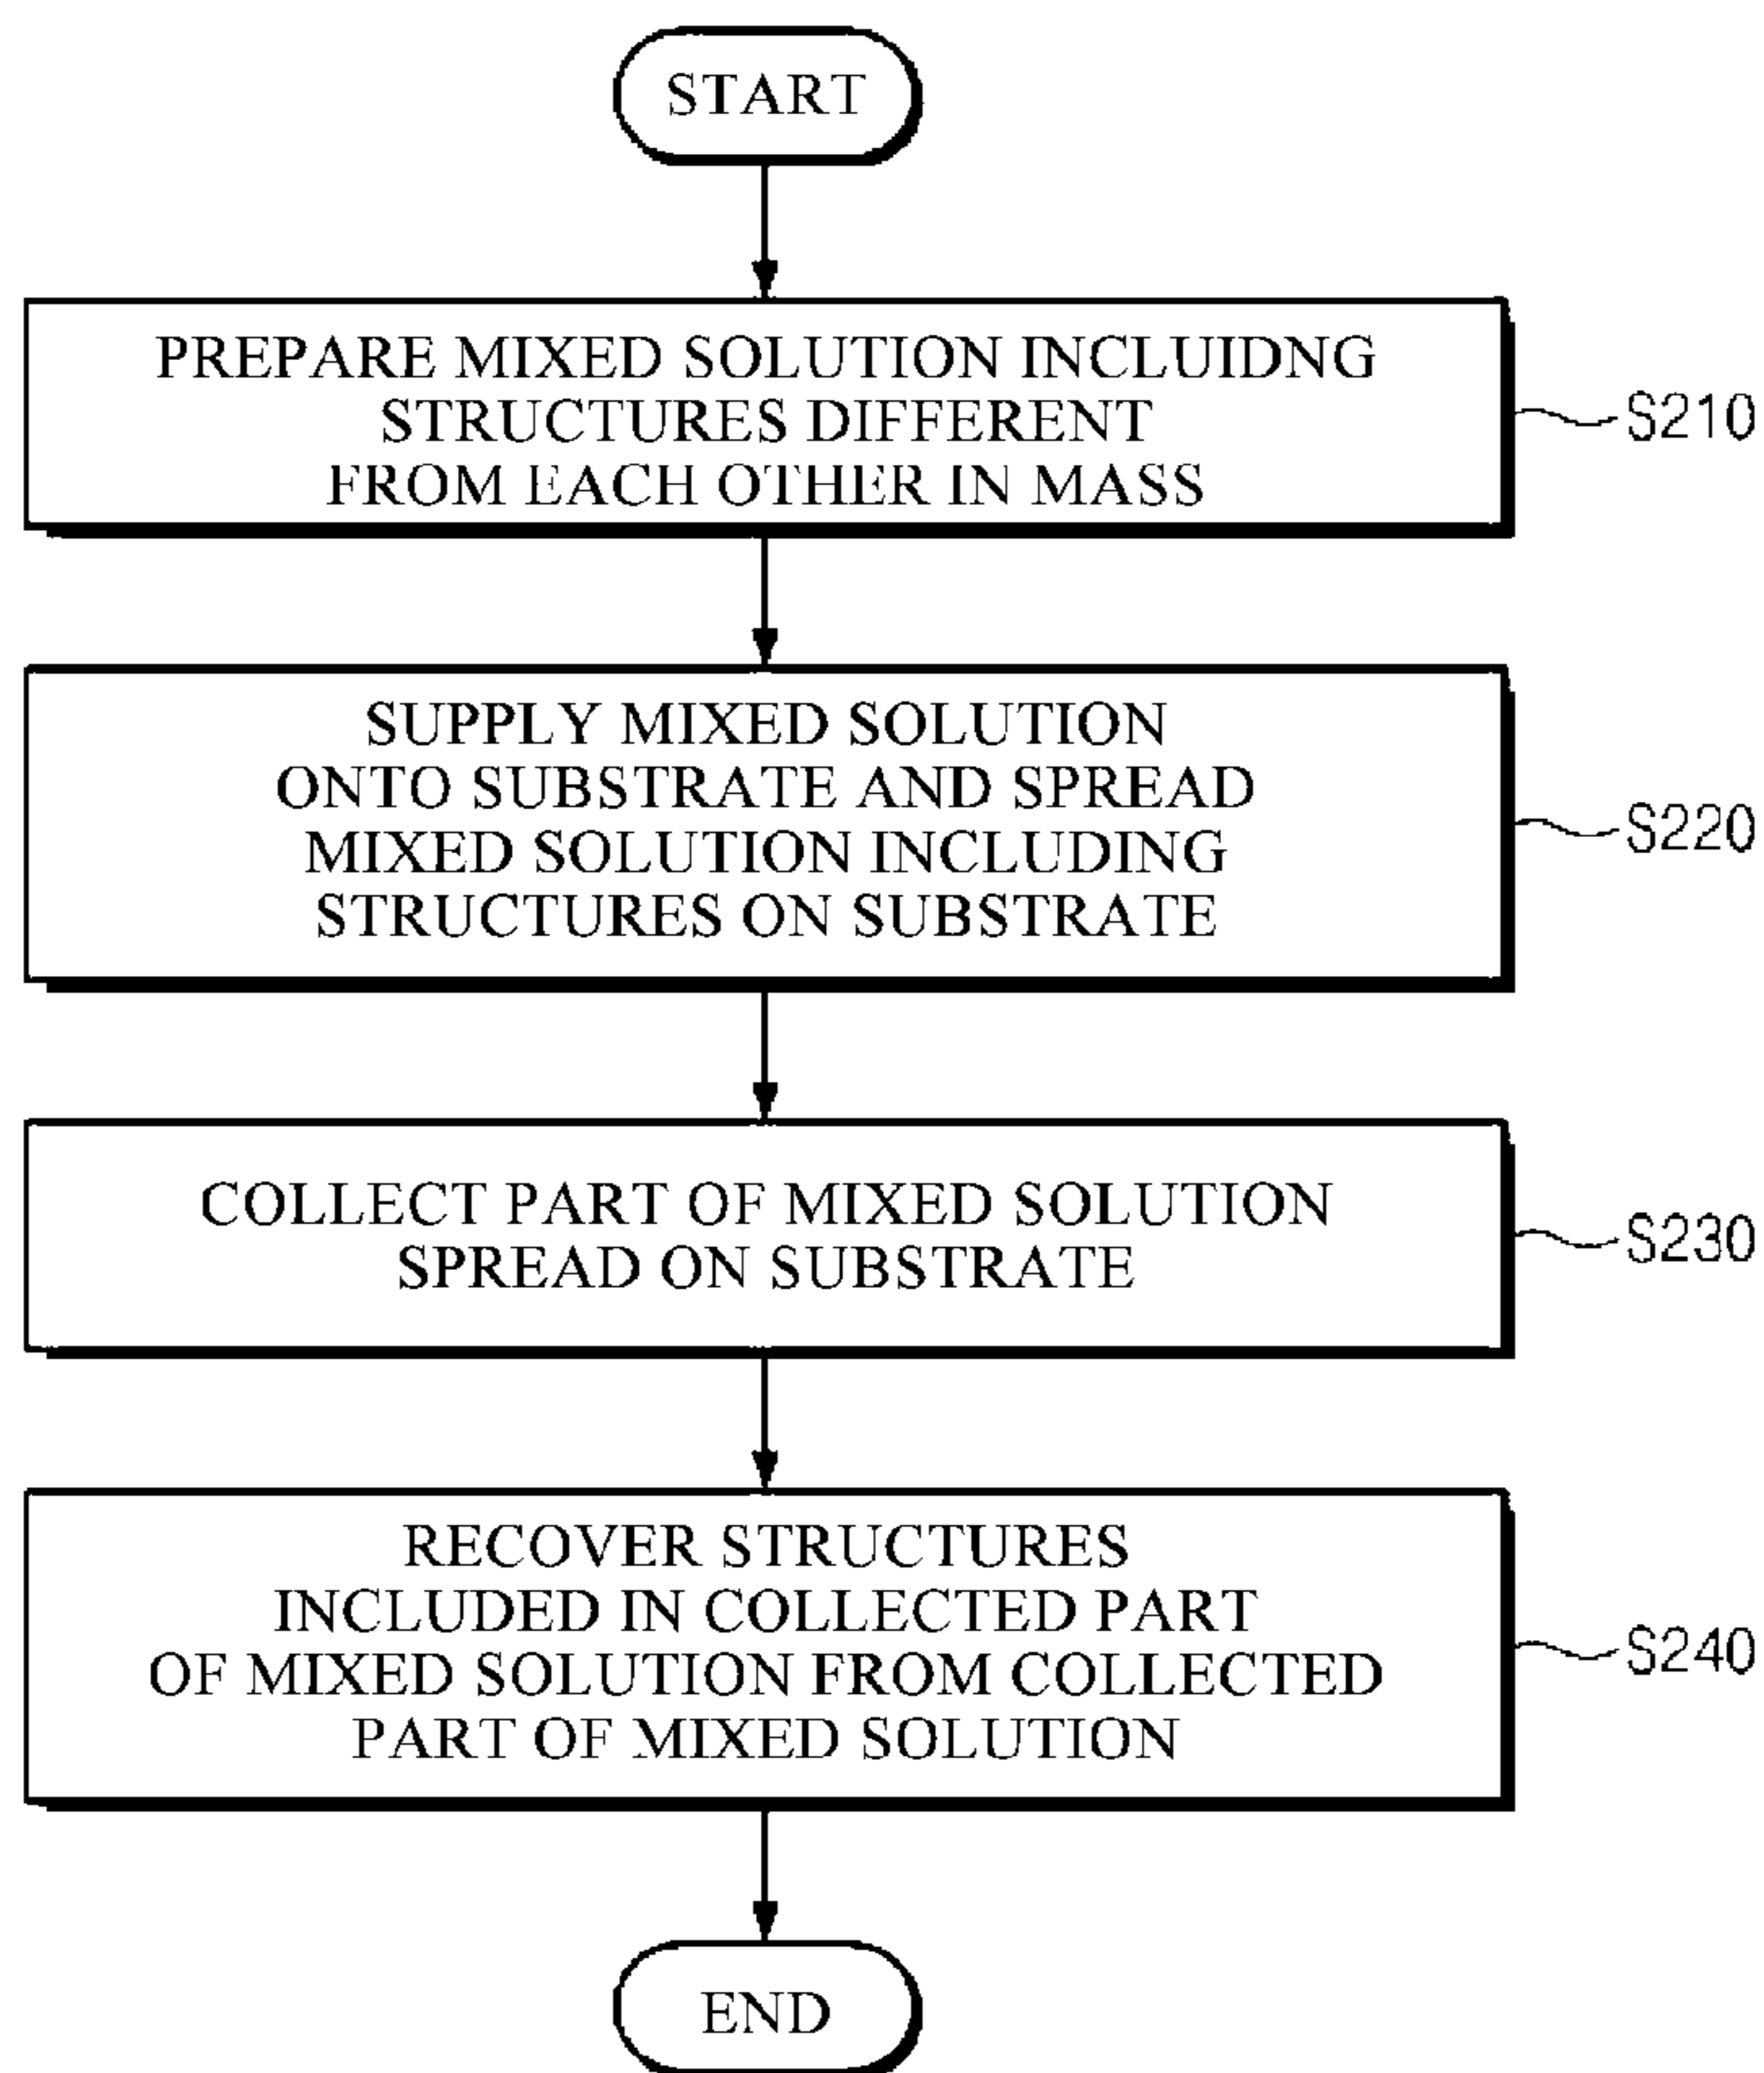 START
PREPARE MIXED SOLUTION INCLUIDNG
STRUCTURES DIFFERENT
FROM EACH OTHER IN MASS
S210
SUPPLY MIXED SOLUTION
ONTO SUBSTRATE AND SPREAD
MIXED SOLUTION INCLUDING
STRUCTURES ON SUBSTRATE
S220
COLLECT PART OF MIXED SOLUTION
SPREAD ON SUBSTRATE
S230
RECOVER STRUCTURES
INCLUDED IN COLLECTED PART
OF MIXED SOLUTION FROM COLLECTED
PART OF MIXED SOLUTION
S240
END